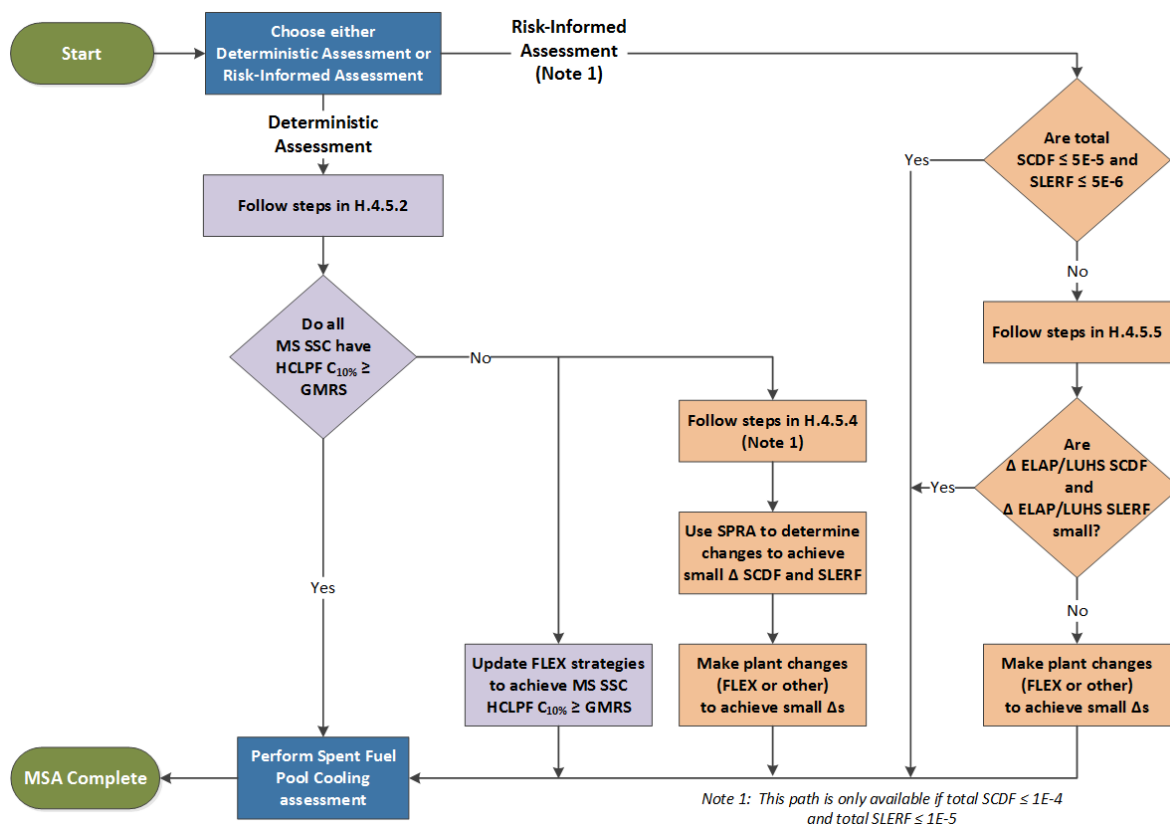 Start
Choose either
Deterministic Assessment or
Risk-Informed Assessment
Risk-Informed
Assessment
(Note 1)
Deterministic
Assessment
Follow steps in H.4.5.2
Do all
MS SSC have
HCLPF C10% ≥
GMRS
No
Yes
Are total
SCDF ≤ 5E-5 and
SLERF ≤ 5E-6
Yes
No
Follow steps in H.4.5.5
Follow steps in H.4.5.4
(Note 1)
Are
Δ ELAP/LUHS SCDF
and
Δ ELAP/LUHS SLERF
small?
Yes
No
Use SPRA to determine
changes to achieve
small Δ SCDF and SLERF
Update FLEX strategies
to achieve MS SSC
HCLPF C10% ≥ GMRS
Make plant changes
(FLEX or other)
to achieve small Δs
Make plant changes
(FLEX or other)
to achieve small Δs
Perform Spent Fuel
Pool Cooling
assessment
MSA Complete
Note 1: This path is only available if total SCDF ≤ 1E-4
and total SLERF ≤ 1E-5